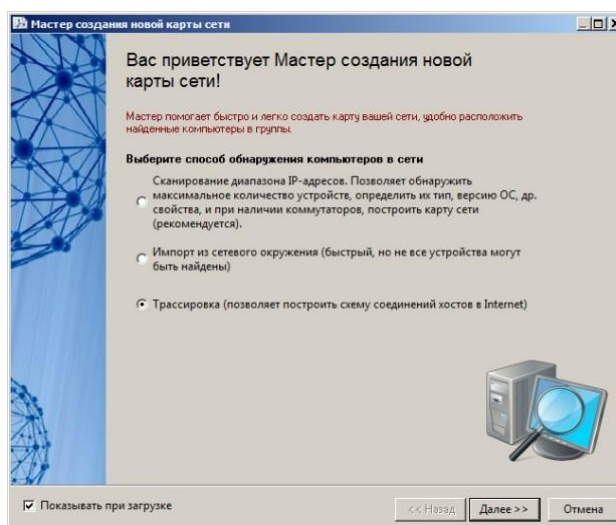 Мастер создания новой карты сети
Вас приветствует Мастер создания новой
карты сети!
Мастер помогает быстро и легко создать карту вашей сети, удобно расположить
найденные компьютеры в группы.
Выберите способ обнаружения компьютеров в сети
Сканирование диапазона IP-адресов. Позволяет обнаружить
максимальное количество устройств, определить их тип, версию ОС, др.
свойства, и при наличии коммутаторов, построить карту сети
(рекомендуется).
Импорт из сетевого окружения (быстрый, но не все устройства могут
быть найдены)
Трассировка (позволяет построить схему соединений хостов в Internet)
Показывать при загрузке
<< Назад
Далее >>
Отмена